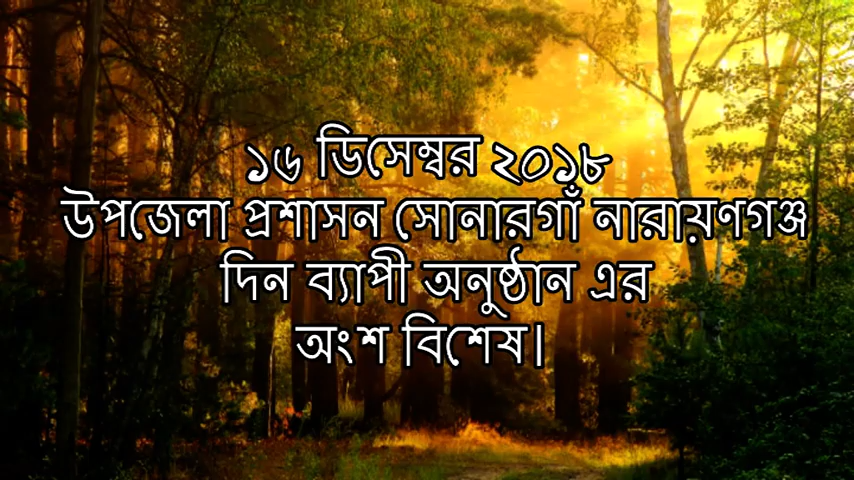 ১৬ ডিসেম্বর ২০১৮
উপজেলা প্রশাসন সোনারগাঁ নারায়ণগঞ্জ
দিন ব্যাপী অনুষ্ঠান এর
অংশ বিশেষ।